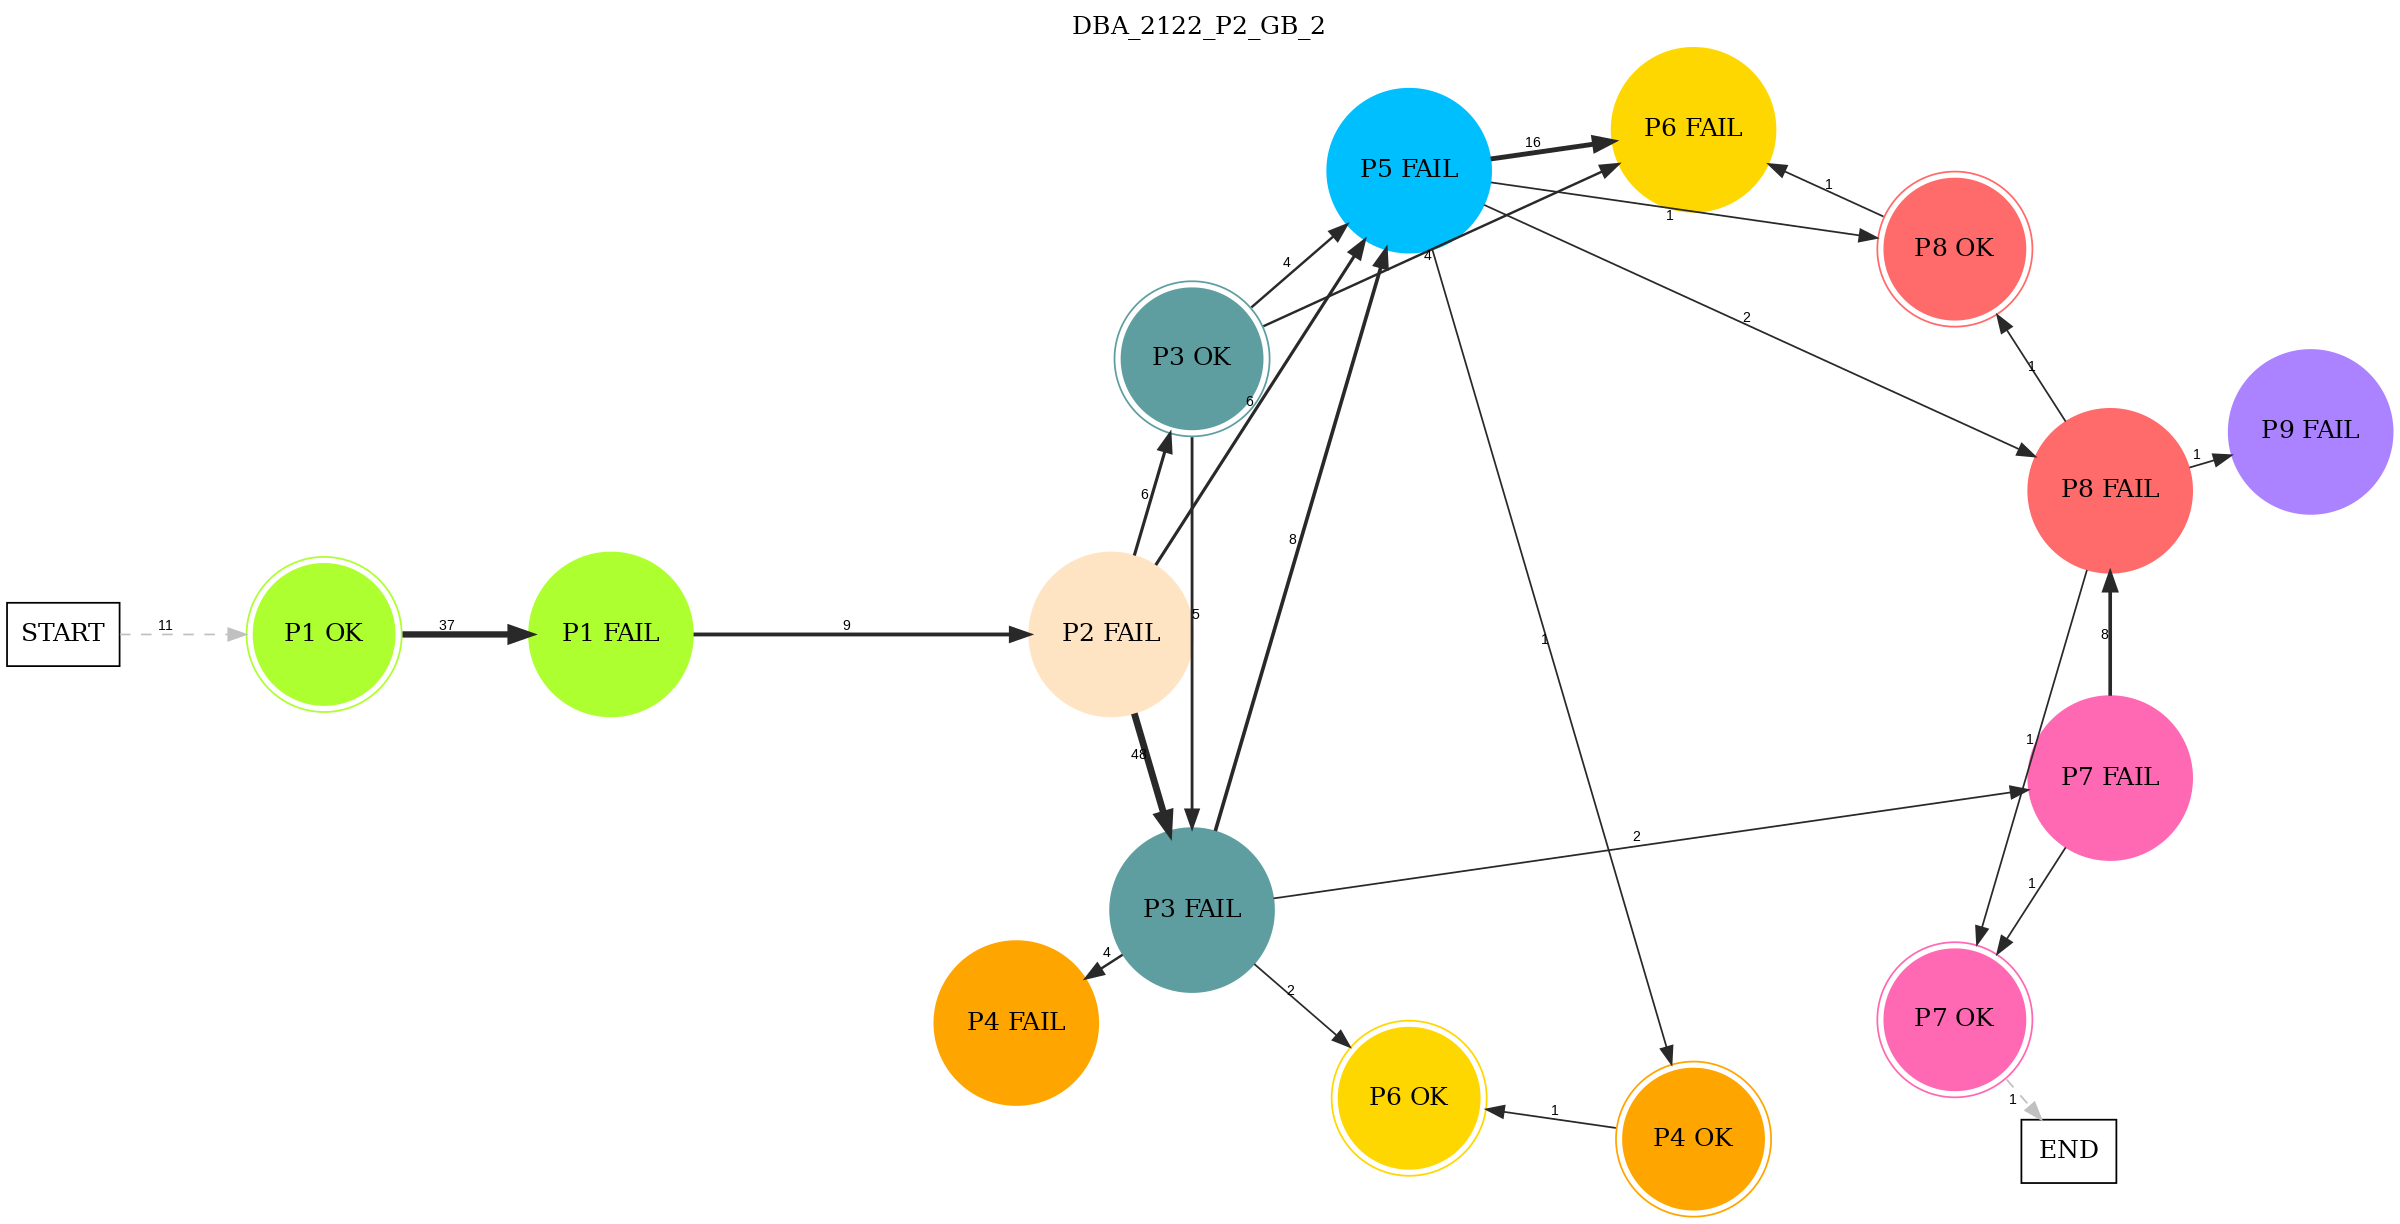 DBA_2122_P2_GB_2
P6 FAIL
P5 FAIL
16
1
1
P8 OK
4
4
2
P3 OK
1
6
P9 FAIL
1
P8 FAIL
6
8
5
START
11
P1 OK
37
P1 FAIL
9
P2 FAIL
1
8
48
1
P7 FAIL
2
1
P3 FAIL
4
2
P4 FAIL
P7 OK
P6 OK
1
1
P4 OK
END